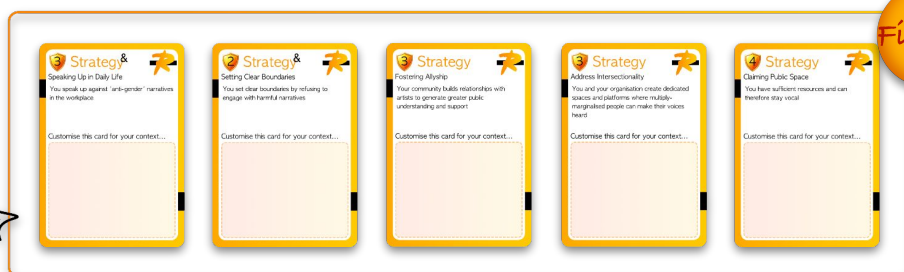 3 Strategy& R
Speaking Up in Daily Life
You speak up against 'anti-gender' narratives
in the workplace
Customise this card for your context...
2 Strategy& R
Setting Clear Boundaries
You set clear boundaries by refusing to
engage with harmful narratives
Customise this card for your context...
3 Strategy R
Fostering Allyship
Your community builds relationships with
artists to generate greater public
understanding and support
Customise this card for your context...
3 Strategy R
Address Intersectionality
You and your organisation create dedicated
spaces and platforms where multiply-
marginalised people can make their voices
heard
Customise this card for your context...
4 Strategy R
Claiming Public Space
You have sufficient resources and can
therefore stay vocal
Customise this card for your context...